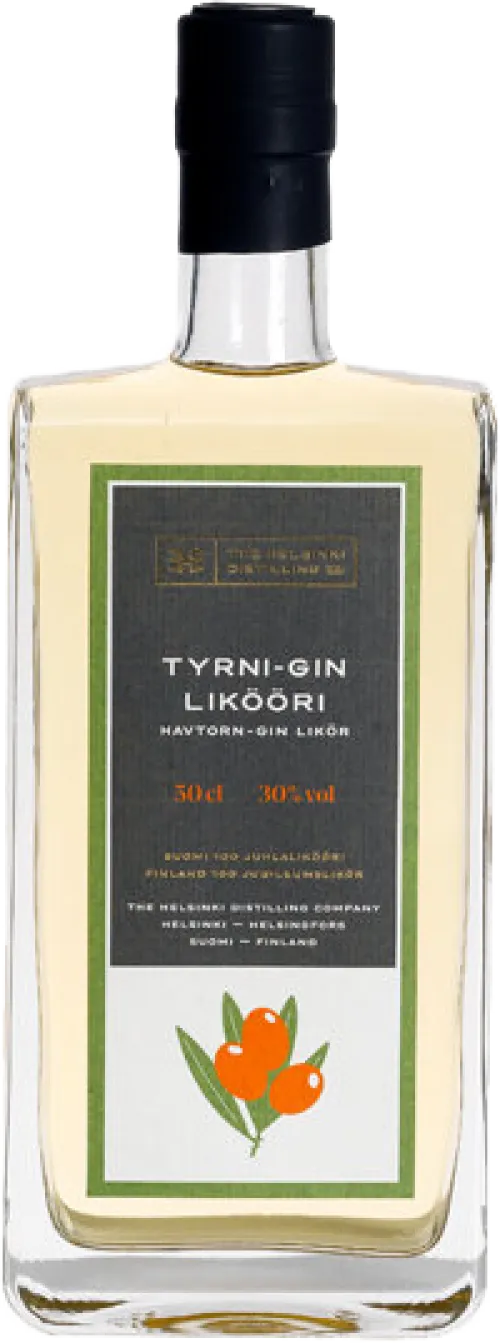 THE HELSINKI
DISTILLING CO
TYRNI-GIN
LIKÖÖRI
HAVTORN-GIN LIKÖR
50 cl 30% vol
SUOMI 100 JUHLALIKÖÖRI
FINLAND 100 JUBILEUMSLIKÖR
THE HELSINKI DISTILLING COMPANY
HELSINKI — HELSINGFORS
SUOMI — FINLAND